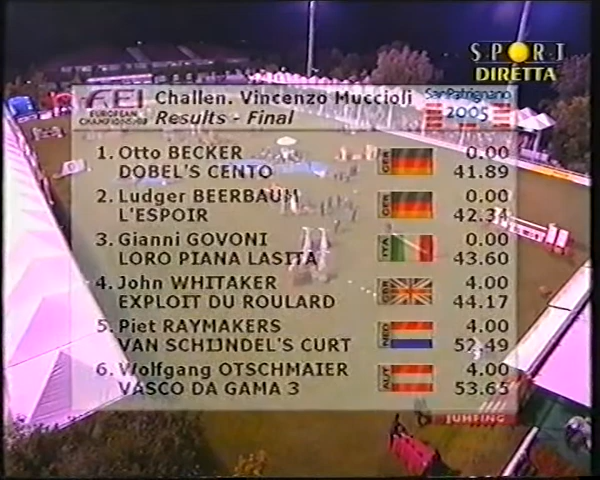 SPORT
DIRETTA
FEI
EUROPEAN
CHAMPIONSHIP
Challen. Vincenzo Muccioli
Results - Final
San Patrignano
2005
1. Otto BECKER GER 0.00
DOBEL'S CENTO 41.89
2. Ludger BEERBAUM GER 0.00
L'ESPOIR 42.34
3. Gianni GOVONI ITA 0.00
LORO PIANA LASITA 43.60
4. John WHITAKER GBR 4.00
EXPLOIT DU ROULARD 44.17
5. Piet RAYMAKERS NED 4.00
VAN SCHIJNDEL'S CURT 52.49
6. Wolfgang OTSCHMAIER AUT 4.00
VASCO DA GAMA 3 53.65
JUMPING